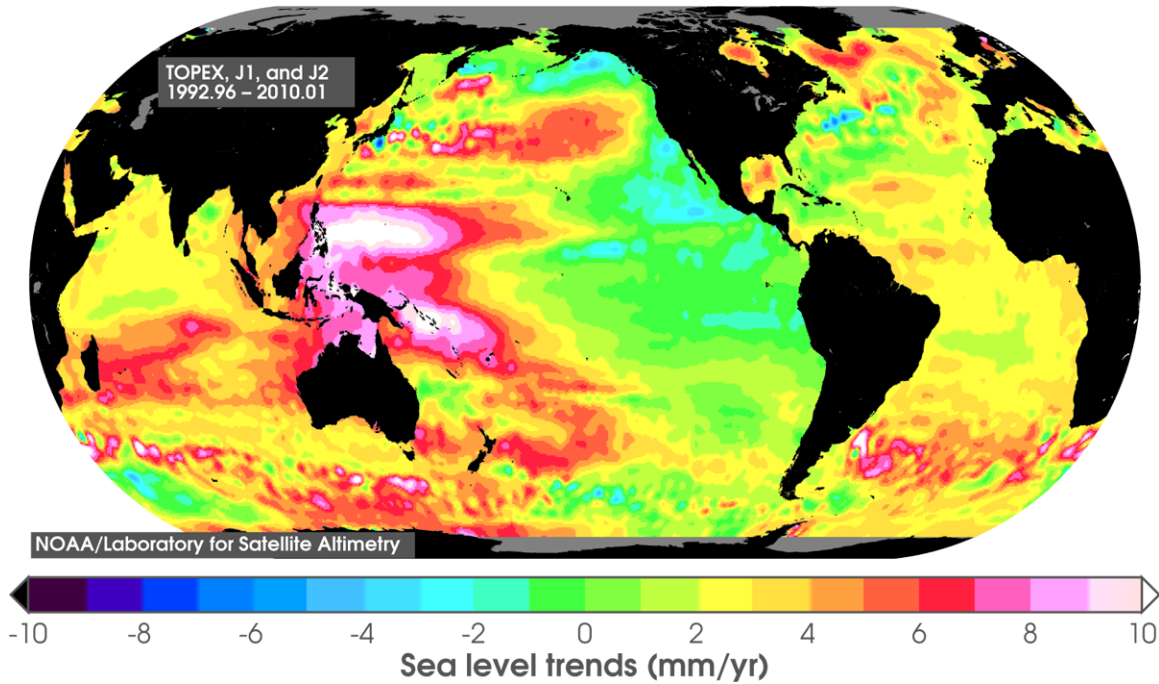 TOPEX, J1, and J2
1992.96 – 2010.01
NOAA/Laboratory for Satellite Altimetry
-10 -8 -6 -4 -2 0 2 4 6 8 10
Sea level trends (mm/yr)